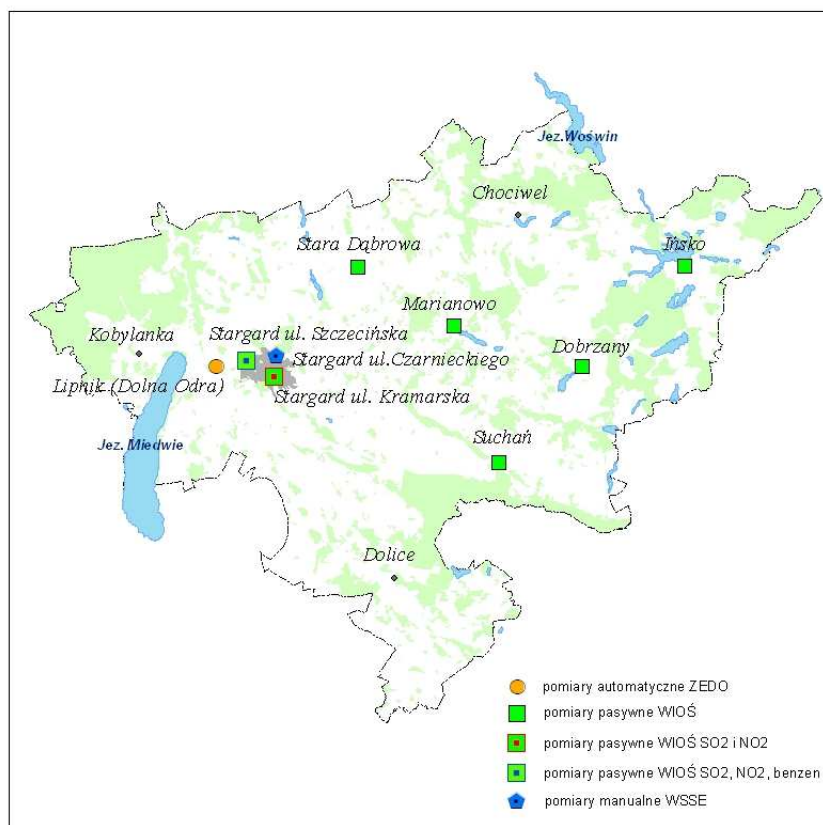 Jez.Woświn
Chociwel
Stara Dąbrowa
Ińsko
Marianowo
Stargard ul. Szczecińska
Kobylanka
Stargard ul.Czarnieckiego
Dobrzany
Lipnik (Dolna Odra)
Stargard ul. Kramarska
Jez. Miedwie
Suchań
Dolice
pomiary automatyczne ZEDO
pomiary pasywne WIOŚ
pomiary pasywne WIOŚ SO2 i NO2
pomiary pasywne WIOŚ SO2, NO2, benzen
pomiary manualne WSSE